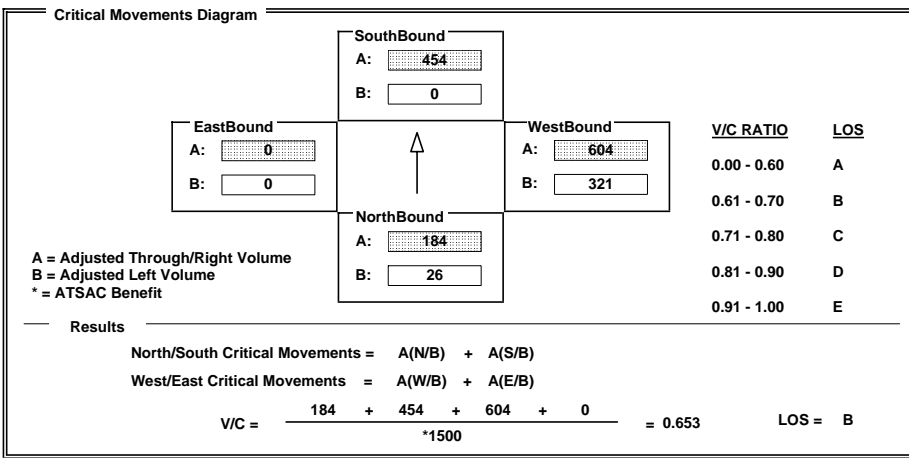 Critical Movements Diagram
SouthBound
A: 454
B: 0
EastBound
A: 0
B: 0
WestBound
A: 604
B: 321
NorthBound
A: 184
B: 26
V/C RATIO LOS
0.00 - 0.60 A
0.61 - 0.70 B
0.71 - 0.80 C
0.81 - 0.90 D
0.91 - 1.00 E
A = Adjusted Through/Right Volume
B = Adjusted Left Volume
* = ATSAC Benefit
Results
North/South Critical Movements = A(N/B) + A(S/B)
West/East Critical Movements = A(W/B) + A(E/B)
184 + 454 + 604 + 0
V/C = = 0.653 LOS = B
*1500